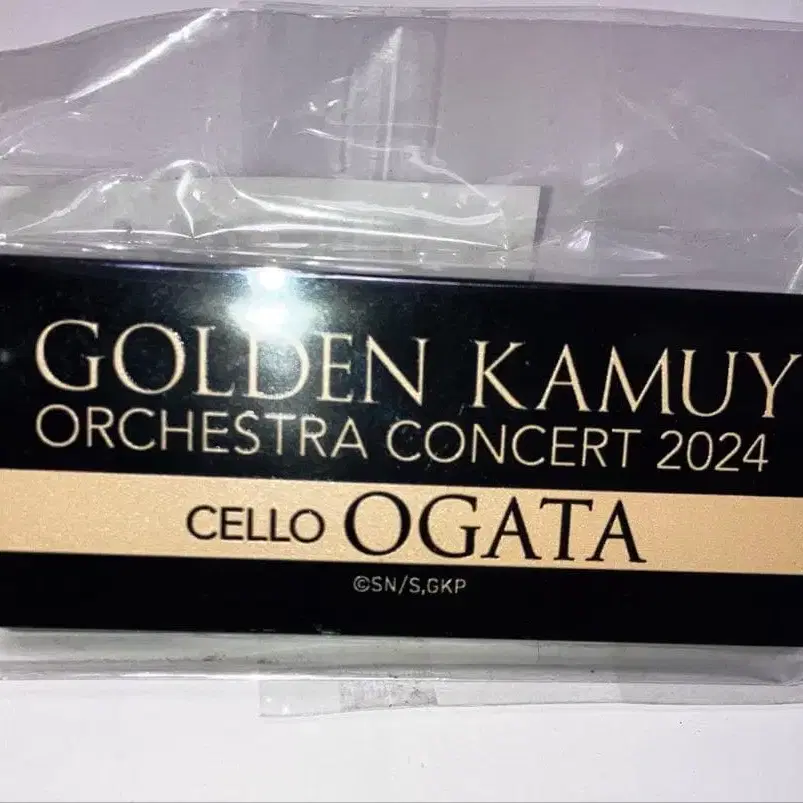 GOLDEN KAMUY
ORCHESTRA CONCERT 2024
CELLO OGATA
©SN/S,GKP